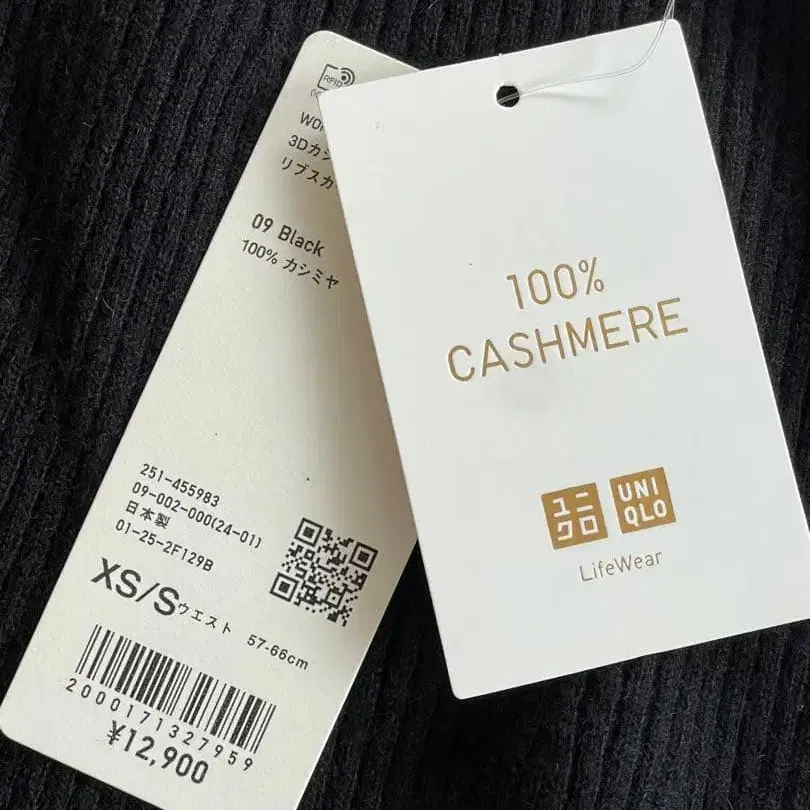 RFID
3Dカシ
リブスカ
09 Black
100% カシミヤ
251-455983
09-002-000(24-01)
日本製
01-25-2F129B
XS/S ウエスト 57-66cm
2000171327959
¥12,900
100%
CASHMERE
ユニ
クロ
UNI
QLO
LifeWear